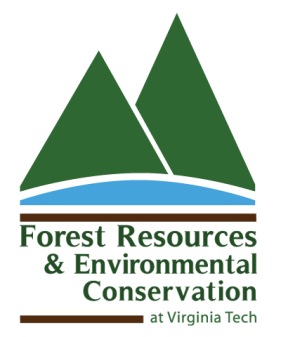 Forest Resources
& Environmental
Conservation
at Virginia Tech